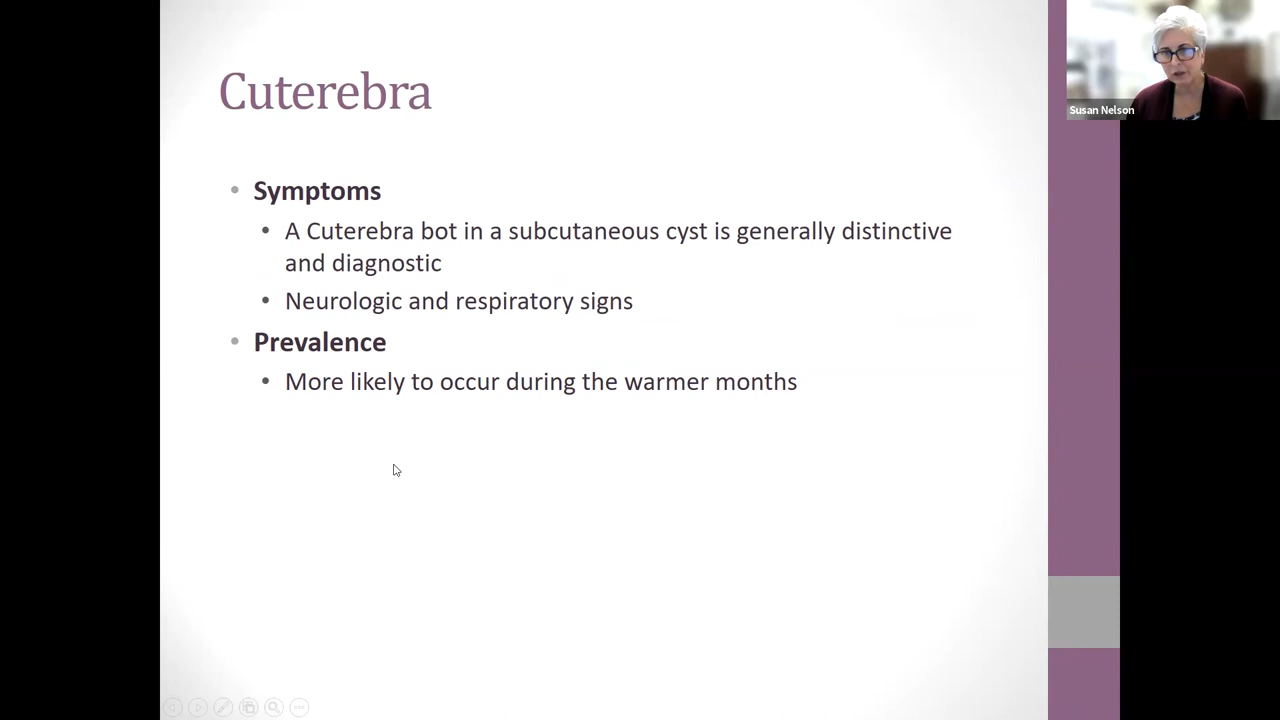 Cuterebra
Susan Nelson
• Symptoms
• A Cuterebra bot in a subcutaneous cyst is generally distinctive
and diagnostic
• Neurologic and respiratory signs
• Prevalence
• More likely to occur during the warmer months